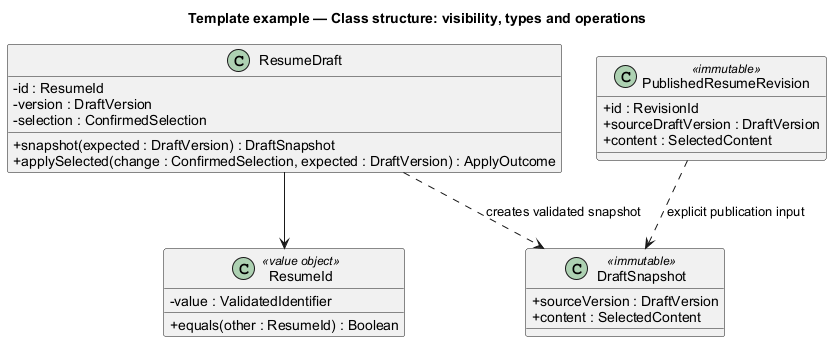 Template example — Class structure: visibility, types and operations
C ResumeDraft
-id : ResumeId
-version : DraftVersion
-selection : ConfirmedSelection
+snapshot(expected : DraftVersion) : DraftSnapshot
+applySelected(change : ConfirmedSelection, expected : DraftVersion) : ApplyOutcome
«immutable»
C PublishedResumeRevision
+id : RevisionId
+sourceDraftVersion : DraftVersion
+content : SelectedContent
creates validated snapshot
explicit publication input
«value object»
C ResumeId
-value : ValidatedIdentifier
+equals(other : ResumeId) : Boolean
«immutable»
C DraftSnapshot
+sourceVersion : DraftVersion
+content : SelectedContent